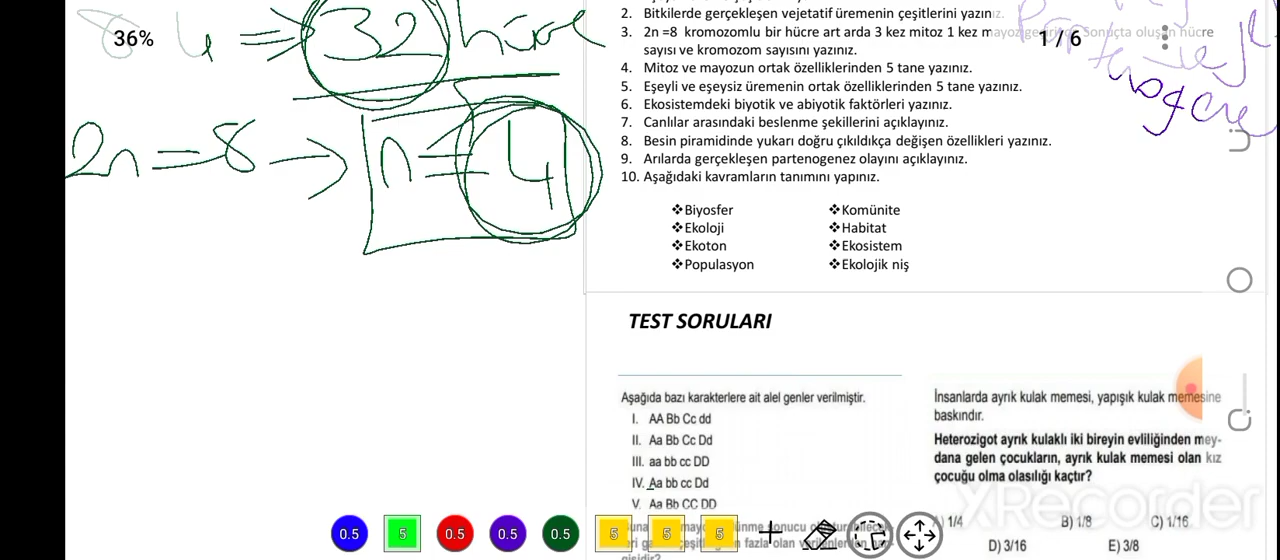 36%
1 / 6
4 => 32 hücre
2n = 8 → n = 4
2. Bitkilerde gerçekleşen vejetatif üremenin çeşitlerini yazınız.
3. 2n =8 kromozomlu bir hücre art arda 3 kez mitoz 1 kez mayoz geçiriyor. Sonuçta oluşan hücre
sayısı ve kromozom sayısını yazınız.
4. Mitoz ve mayozun ortak özelliklerinden 5 tane yazınız.
5. Eşeyli ve eşeysiz üremenin ortak özelliklerinden 5 tane yazınız.
6. Ekosistemdeki biyotik ve abiyotik faktörleri yazınız.
7. Canlılar arasındaki beslenme şekillerini açıklayınız.
8. Besin piramidinde yukarı doğru çıkıldıkça değişen özellikleri yazınız.
9. Arılarda gerçekleşen partenogenez olayını açıklayınız.
10. Aşağıdaki kavramların tanımını yapınız.
❖Biyosfer
❖Ekoloji
❖Ekoton
❖Populasyon
❖Komünite
❖Habitat
❖Ekosistem
❖Ekolojik niş
TEST SORULARI
Aşağıda bazı karakterlere ait alel genler verilmiştir.
I. AA Bb Cc dd
II. Aa Bb Cc Dd
III. aa bb cc DD
IV. Aa bb cc Dd
V. Aa Bb CC DD
sonucu
fazla olan
İnsanlarda ayrık kulak memesi, yapışık kulak memesine
baskındır.
Heterozigot ayrık kulaklı iki bireyin evliliğinden mey-
dana gelen çocukların, ayrık kulak memesi olan kız
çocuğu olma olasılığı kaçtır?
1/4 B) 1/8 C) 1/16
D) 3/16 E) 3/8
XRecorder
0.5 5 0.5 0.5 0.5 5 5 5